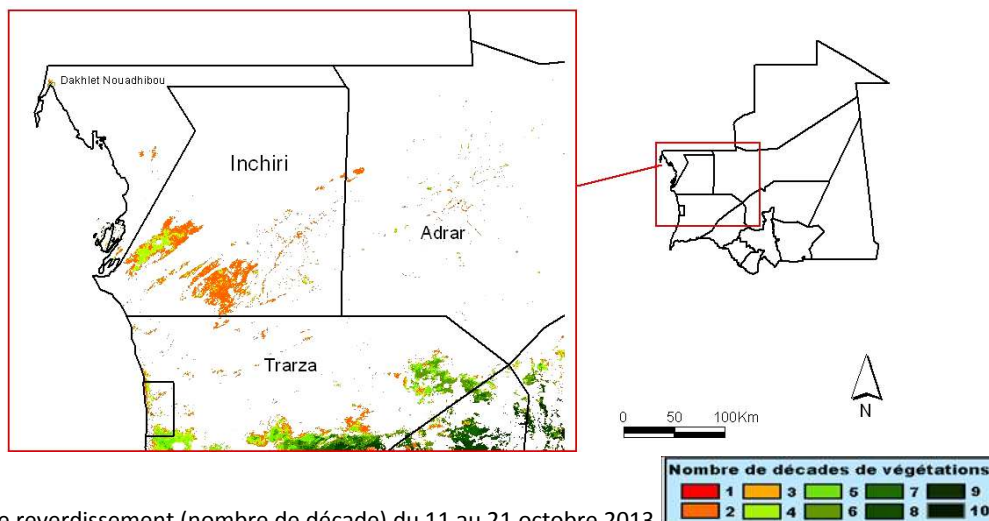 Dakhlet Nouadhibou
Inchiri
Adrar
Trarza
N
0 50 100Km
Nombre de décades de végétations
1 3 5 7 9
2 4 6 8 10
reverdissement (nombre de décade) du 11 au 21 octobre 2013